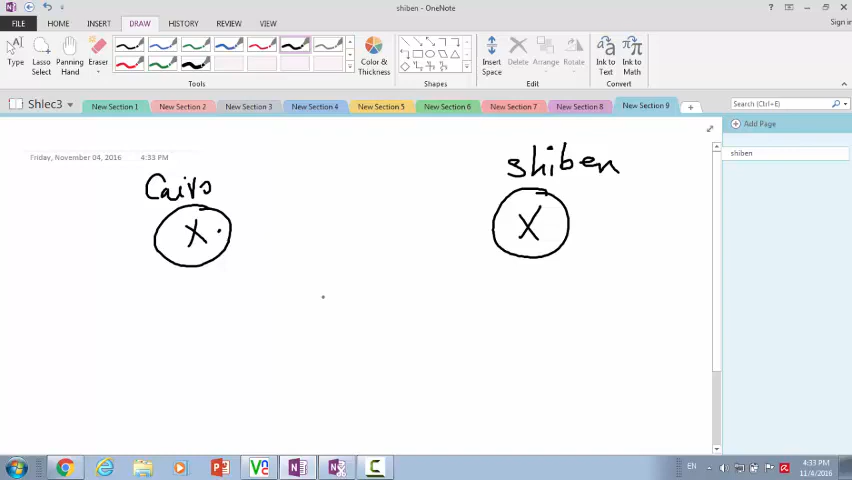 shiben - OneNote
FILE HOME INSERT DRAW HISTORY REVIEW VIEW
Sign in
Type
Lasso Select
Panning Hand
Eraser
Color & Thickness
Insert Space
Delete
Arrange
Rotate
Ink to Text
Ink to Math
Tools
Shapes
Edit
Convert
Shlec3
New Section 1
New Section 2
New Section 3
New Section 4
New Section 5
New Section 6
New Section 7
New Section 8
New Section 9
Search (Ctrl+E)
Add Page
shiben
Friday, November 04, 2016 4:33 PM
Cairo
shiben
X
X
EN
4:33 PM
11/4/2016